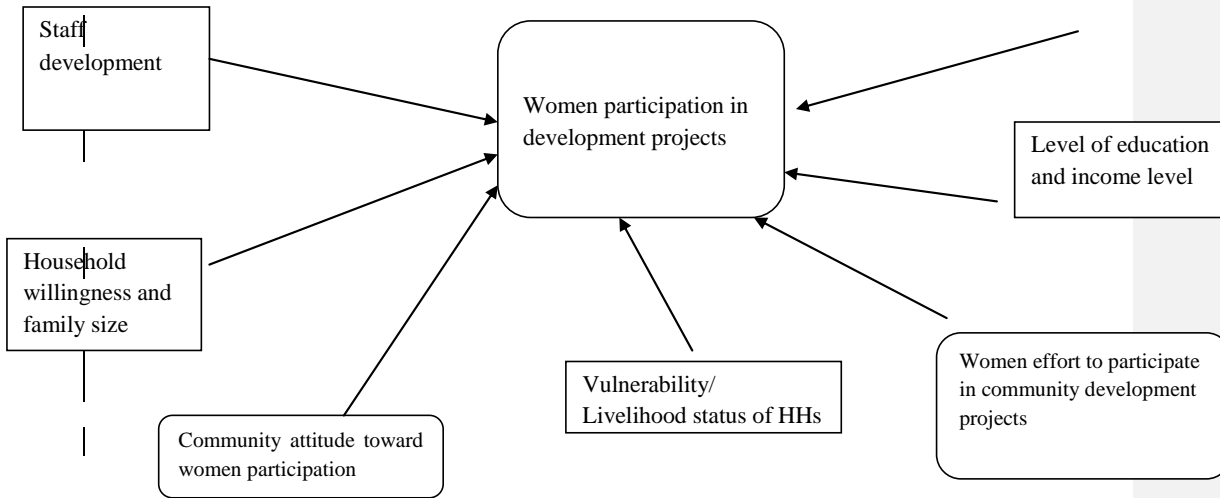 Staff
development
Women participation in
development projects
Level of education
and income level
Household
willingness and
family size
Community attitude toward
women participation
Vulnerability/
Livelihood status of HHs
Women effort to participate
in community development
projects